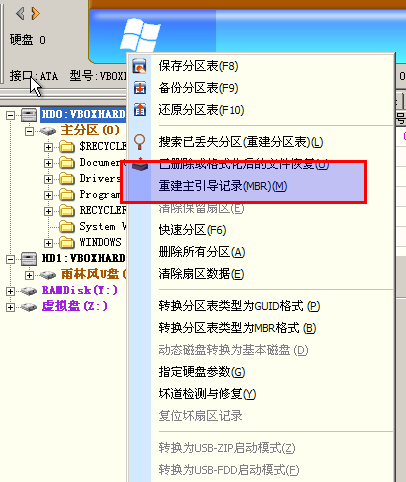 硬盘 0
接口:ATA 型号:VBOX
HD0:VBOXHARD
主分区(0)
$RECYCLE
Document
Drivers
Program
RECYCLER
System V
WINDOWS
HD1:VBOXHARD
雨林风U盘(
RAMDisk(Y:)
虚拟盘(Z:)
保存分区表(F8)
备份分区表(F9)
还原分区表(F10)
搜索已丢失分区(重建分区表)(L)
已删除或格式化后的文件恢复(U)
重建主引导记录(MBR)(M)
清除保留扇区(E)
快速分区(F6)
删除所有分区(A)
清除扇区数据(E)
转换分区表类型为GUID格式 (P)
转换分区表类型为MBR格式 (B)
动态磁盘转换为基本磁盘 (D)
指定硬盘参数(G)
坏道检测与修复(Y)
复位坏扇区记录
转换为USB-ZIP启动模式(Z)
转换为USB-FDD启动模式(F)